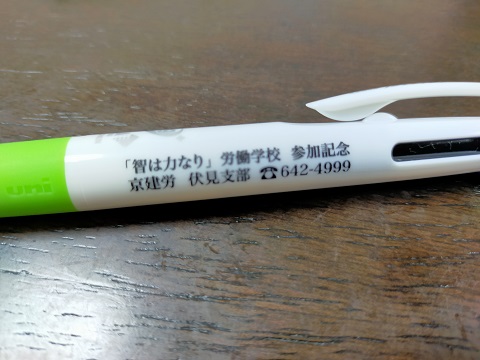 「智は力なり」 労働学校 参加記念
京建労 伏見支部 ☎642-4999
uni